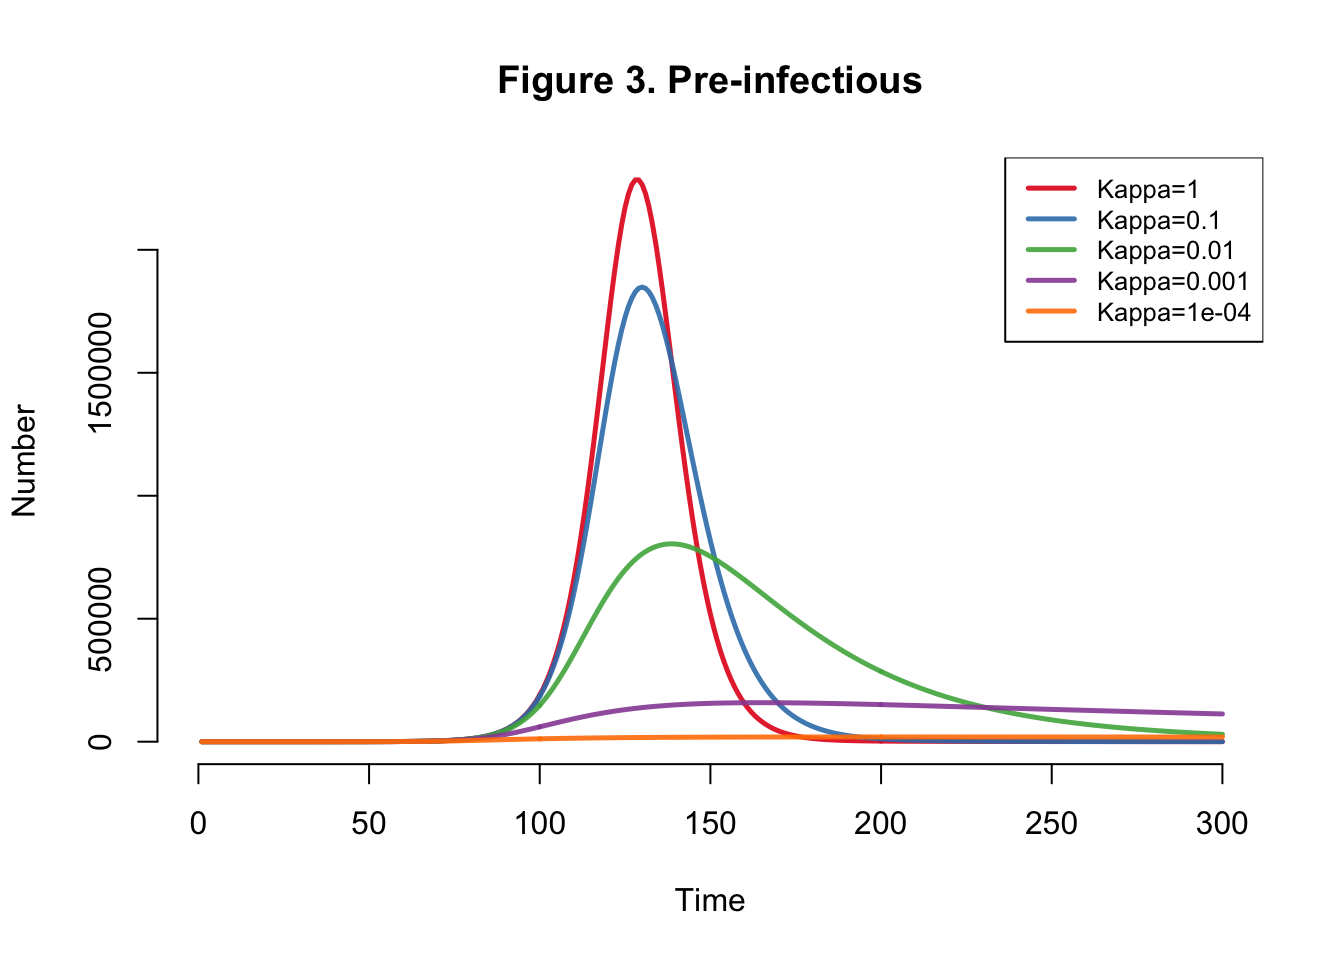 Figure 3. Pre-infectious
Kappa=1
Kappa=0.1
Kappa=0.01
Kappa=0.001
Kappa=1e-04
Number
1500000
500000
0
0 50 100 150 200 250 300
Time